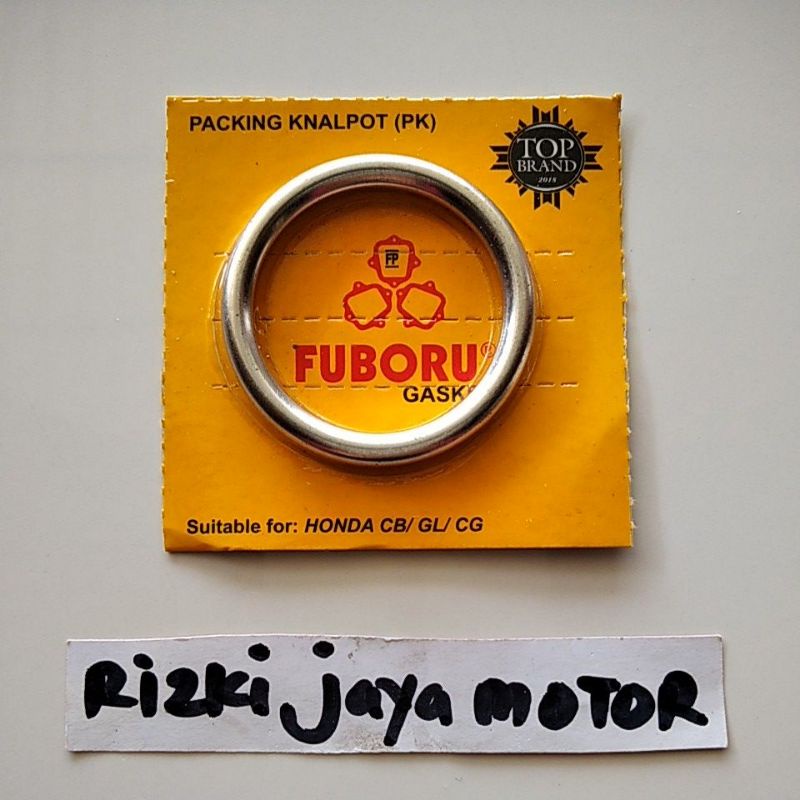 PACKING KNALPOT (PK)
TOP
BRAND
2018
FP
FUBORU®
GASK
Suitable for: HONDA CB/ GL/ CG
Rizki jaya motor